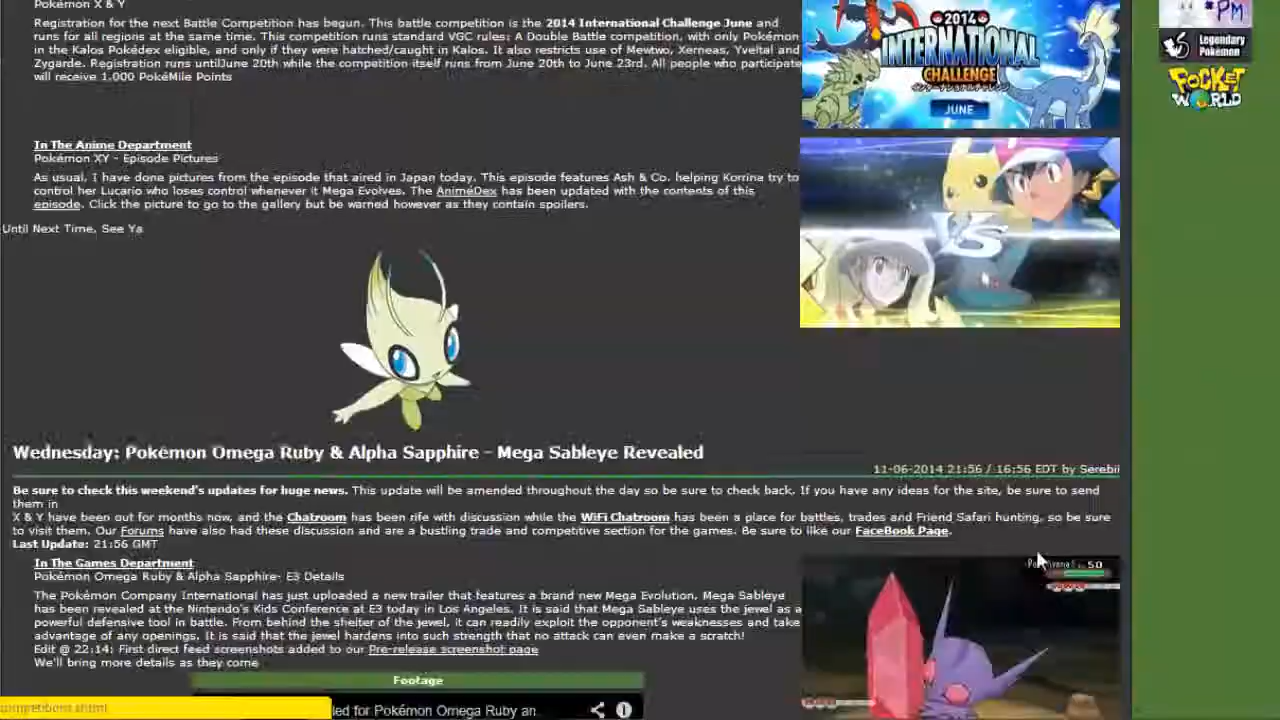 Pokémon X & Y
Registration for the next Battle Competition has begun. This battle competition is the 2014 International Challenge June and
runs for all regions at the same time. This competition runs standard VGC rules; A Double Battle competition, with only Pokémon
in the Kalos Pokédex eligible, and only if they were hatched/caught in Kalos. It also restricts use of Mewtwo, Xerneas, Yveltal and
Zygarde. Registration runs untilJune 20th while the competition itself runs from June 20th to June 23rd. All people who participate
will receive 1,000 PokéMile Points
2014
INTERNATIONAL
CHALLENGE
インターナショナルチャレンジ
JUNE
PM
Legendary
Pokémon
POCKET
WORLD
In The Anime Department
Pokémon XY - Episode Pictures
As usual, I have done pictures from the episode that aired in Japan today. This episode features Ash & Co. helping Korrina try to
control her Lucario who loses control whenever it Mega Evolves. The AniméDex has been updated with the contents of this
episode. Click the picture to go to the gallery but be warned however as they contain spoilers.
VS
Until Next Time, See Ya
Wednesday: Pokémon Omega Ruby & Alpha Sapphire - Mega Sableye Revealed
11-06-2014 21:56 / 16:56 EDT by Serebii
Be sure to check this weekend's updates for huge news. This update will be amended throughout the day so be sure to check back. If you have any ideas for the site, be sure to send
them in
X & Y have been out for months now, and the Chatroom has been rife with discussion while the WiFi Chatroom has been a place for battles, trades and Friend Safari hunting, so be sure
to visit them. Our Forums have also had these discussion and are a bustling trade and competitive section for the games. Be sure to like our FaceBook Page.
Last Update: 21:56 GMT
In The Games Department
Pokémon Omega Ruby & Alpha Sapphire- E3 Details
The Pokémon Company International has just uploaded a new trailer that features a brand new Mega Evolution. Mega Sableye
has been revealed at the Nintendo's Kids Conference at E3 today in Los Angeles. It is said that Mega Sableye uses the jewel as a
powerful defensive tool in battle. From behind the shelter of the jewel, it can readily exploit the opponent's weaknesses and take
advantage of any openings. It is said that the jewel hardens into such strength that no attack can even make a scratch!
Edit @ 22:14: First direct feed screenshots added to our Pre-release screenshot page
We'll bring more details as they come
50
Footage
led for Pokémon Omega Ruby an